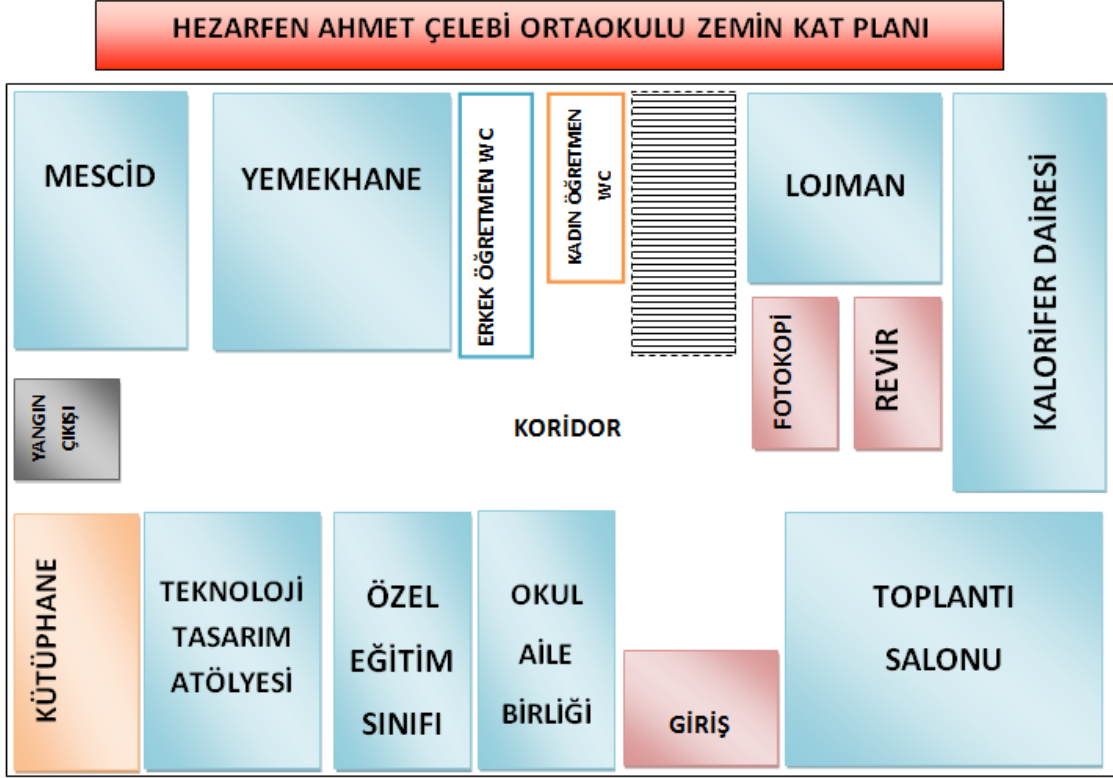 HEZARFEN AHMET ÇELEBİ ORTAOKULU ZEMİN KAT PLANI
MESCİD
YEMEKHANE
ERKEK ÖĞRETMEN WC
KADIN ÖĞRETMEN
WC
LOJMAN
KALORİFER DAİRESİ
FOTOKOPİ
REVİR
YANGIN
ÇIKIŞI
KORİDOR
KÜTÜPHANE
TEKNOLOJİ
TASARIM
ATÖLYESİ
ÖZEL
EĞİTİM
SINIFI
OKUL
AİLE
BİRLİĞİ
GİRİŞ
TOPLANTI
SALONU